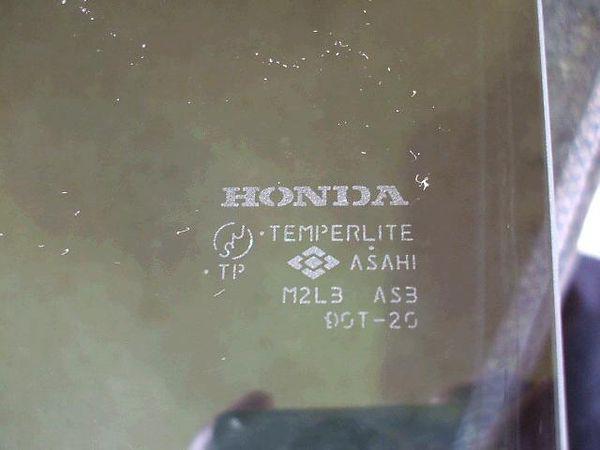 HONDA
·TEMPERLITE
·TP
ASAHI
M2L3 AS3
DOT-20